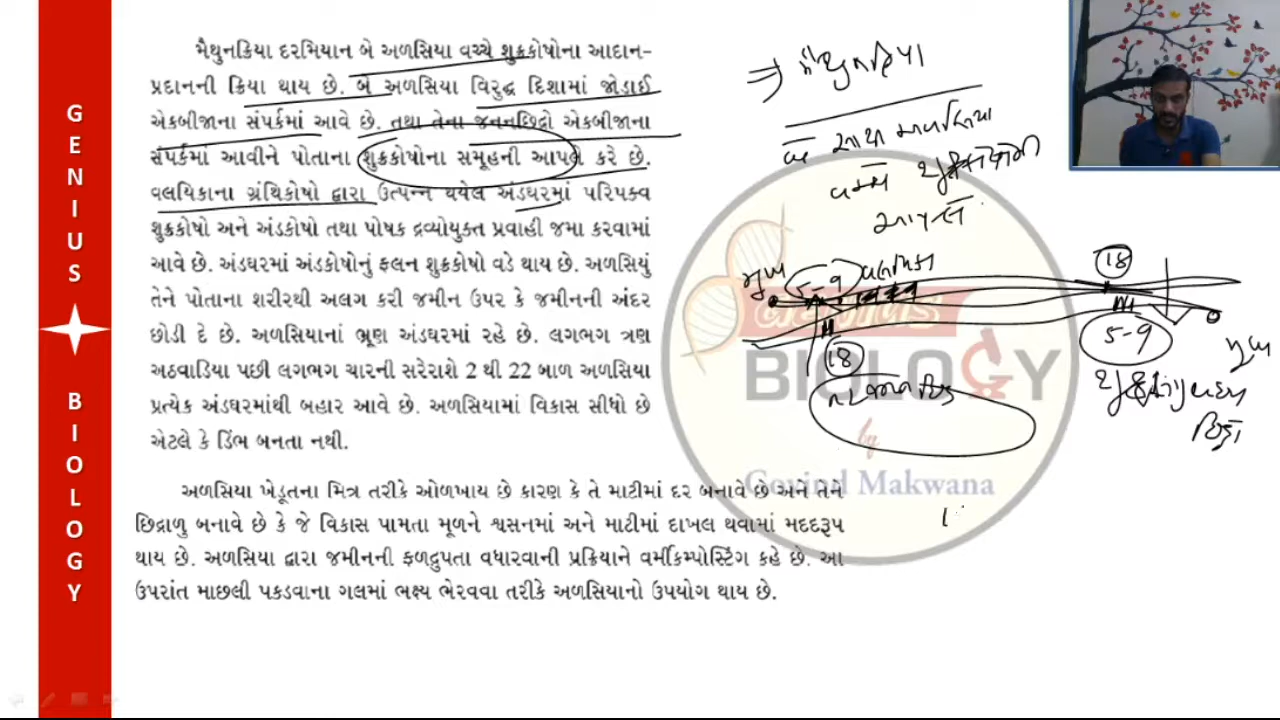 GENIUS BIOLOGY
મૈથુનક્રિયા દરમિયાન બે અળસિયા વચ્ચે શુક્રકોષોના આદાન-
પ્રદાનની ક્રિયા થાય છે. બે અળસિયા વિરુદ્ધ દિશામાં જોડાઈ
એકબીજાના સંપર્કમાં આવે છે. તથા તેના જનનછિદ્રો એકબીજાના
સંપર્કમાં આવીને પોતાના શુક્રકોષોના સમૂહની આપલે કરે છે.
વલયિકાના ગ્રંથિકોષો દ્વારા ઉત્પન્ન થયેલ અંડઘરમાં પરિપક્વ
શુક્રકોષો અને અંડકોષો તથા પોષક દ્રવ્યોયુક્ત પ્રવાહી જમા કરવામાં
આવે છે. અંડઘરમાં અંડકોષોનું ફલન શુક્રકોષો વડે થાય છે. અળસિયું
તેને પોતાના શરીરથી અલગ કરી જમીન ઉપર કે જમીનની અંદર
છોડી દે છે. અળસિયાનાં ભ્રૂણ અંડઘરમાં રહે છે. લગભગ ત્રણ
અઠવાડિયા પછી લગભગ ચારની સરેરાશે 2 થી 22 બાળ અળસિયા
પ્રત્યેક અંડઘરમાંથી બહાર આવે છે. અળસિયામાં વિકાસ સીધો છે
એટલે કે ડિંભ બનતા નથી.
અળસિયા ખેડૂતના મિત્ર તરીકે ઓળખાય છે કારણ કે તે માટીમાં દર બનાવે છે અને તેને
છિદ્રાળુ બનાવે છે કે જે વિકાસ પામતા મૂળને શ્વસનમાં અને માટીમાં દાખલ થવામાં મદદરૂપ
થાય છે. અળસિયા દ્વારા જમીનની ફળદ્રુપતા વધારવાની પ્રક્રિયાને વર્મીકમ્પોસ્ટિંગ કહે છે. આ
ઉપરાંત માછલી પકડવાના ગલમાં ભક્ષ્ય ભેરવવા તરીકે અળસિયાનો ઉપયોગ થાય છે.
⇒ મૈથુનક્રિયા
મુખ 5-9
18
18
5-9
મુખ
BIOLOGY
by
Govind Makwana